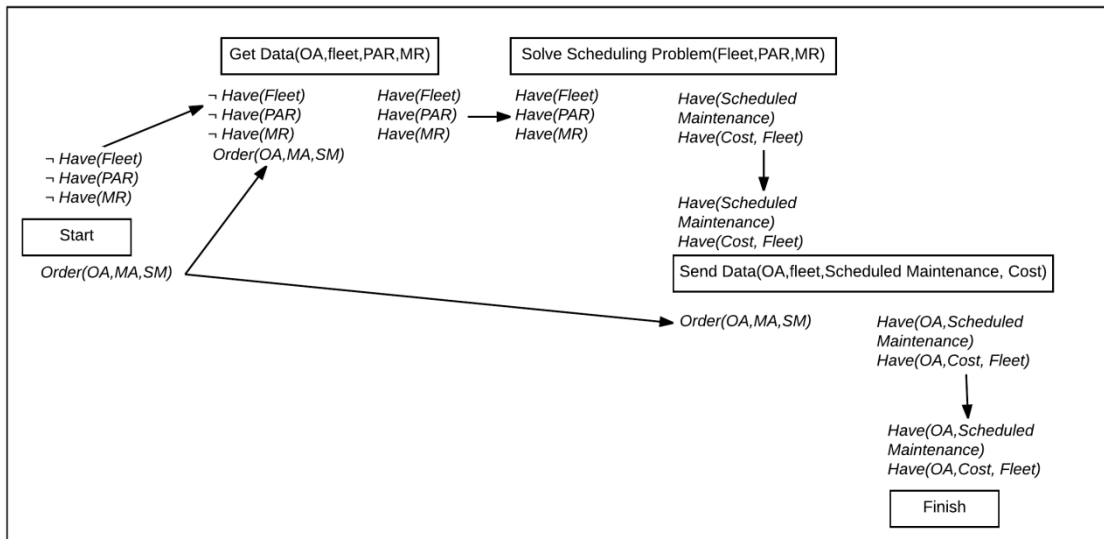 Get Data(OA,fleet,PAR,MR)
Solve Scheduling Problem(Fleet,PAR,MR)
¬ Have(Fleet)
¬ Have(PAR)
¬ Have(MR)
Order(OA,MA,SM)
Have(Fleet)
Have(PAR)
Have(MR)
Have(Fleet)
Have(PAR)
Have(MR)
Have(Scheduled
Maintenance)
Have(Cost, Fleet)
¬ Have(Fleet)
¬ Have(PAR)
¬ Have(MR)
Start
Order(OA,MA,SM)
Have(Scheduled
Maintenance)
Have(Cost, Fleet)
Send Data(OA,fleet,Scheduled Maintenance, Cost)
Order(OA,MA,SM)
Have(OA,Scheduled
Maintenance)
Have(OA,Cost, Fleet)
Have(OA,Scheduled
Maintenance)
Have(OA,Cost, Fleet)
Finish